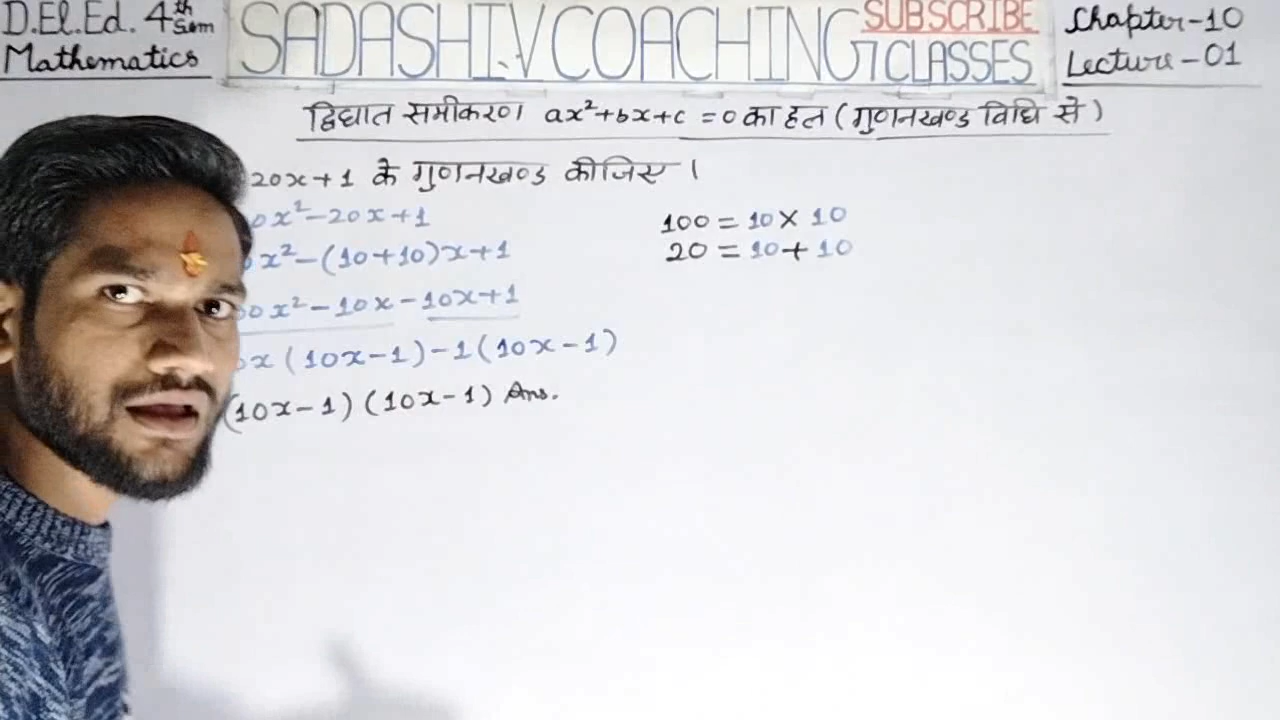 D.El.Ed. 4th Sem
Mathematics
SADASHIV COACHING CLASSES
SUBSCRIBE
Chapter-10
Lecture-01
द्विघात समीकरण ax²+bx+c =0 का हल (गुणनखण्ड विधि से)
20x+1 के गुणनखण्ड कीजिए।
0x²-20x+1
x²-(10+10)x+1
00x²-10x-10x+1
x(10x-1)-1(10x-1)
(10x-1)(10x-1) Ans.
100 = 10 × 10
20 = 10+10